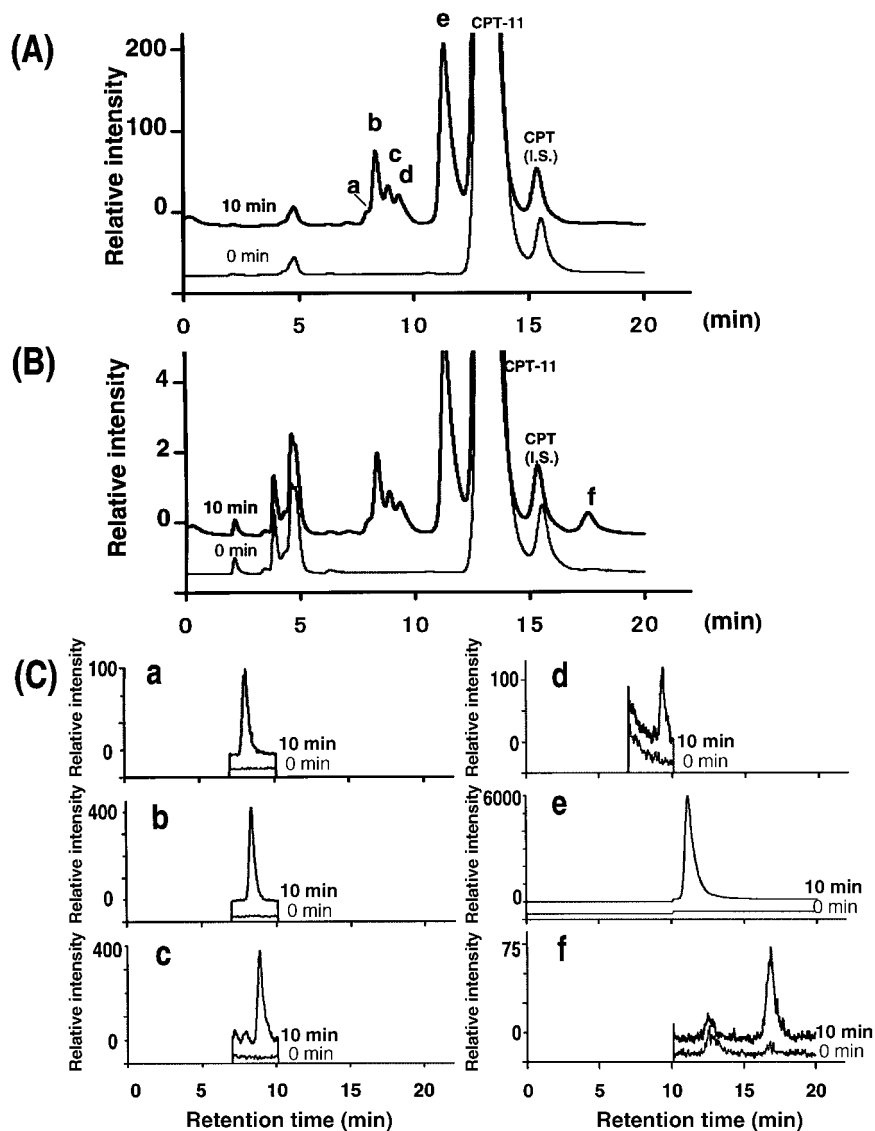 (A)
Relative intensity
200
100
0
10 min
0 min
a
b
c
d
e
CPT-11
CPT
(I.S.)
0 5 10 15 20 (min)
(B)
Relative intensity
4
2
0
10 min
0 min
CPT-11
CPT
(I.S.)
f
0 5 10 15 20 (min)
(C)
Relative intensity
100
0
a
10 min
0 min
Relative intensity
100
0
d
10 min
0 min
Relative intensity
400
0
b
10 min
0 min
Relative intensity
6000
0
e
10 min
0 min
Relative intensity
400
0
c
10 min
0 min
Relative intensity
75
0
f
10 min
0 min
0 5 10 15 20
Retention time (min)
0 5 10 15 20
Retention time (min)